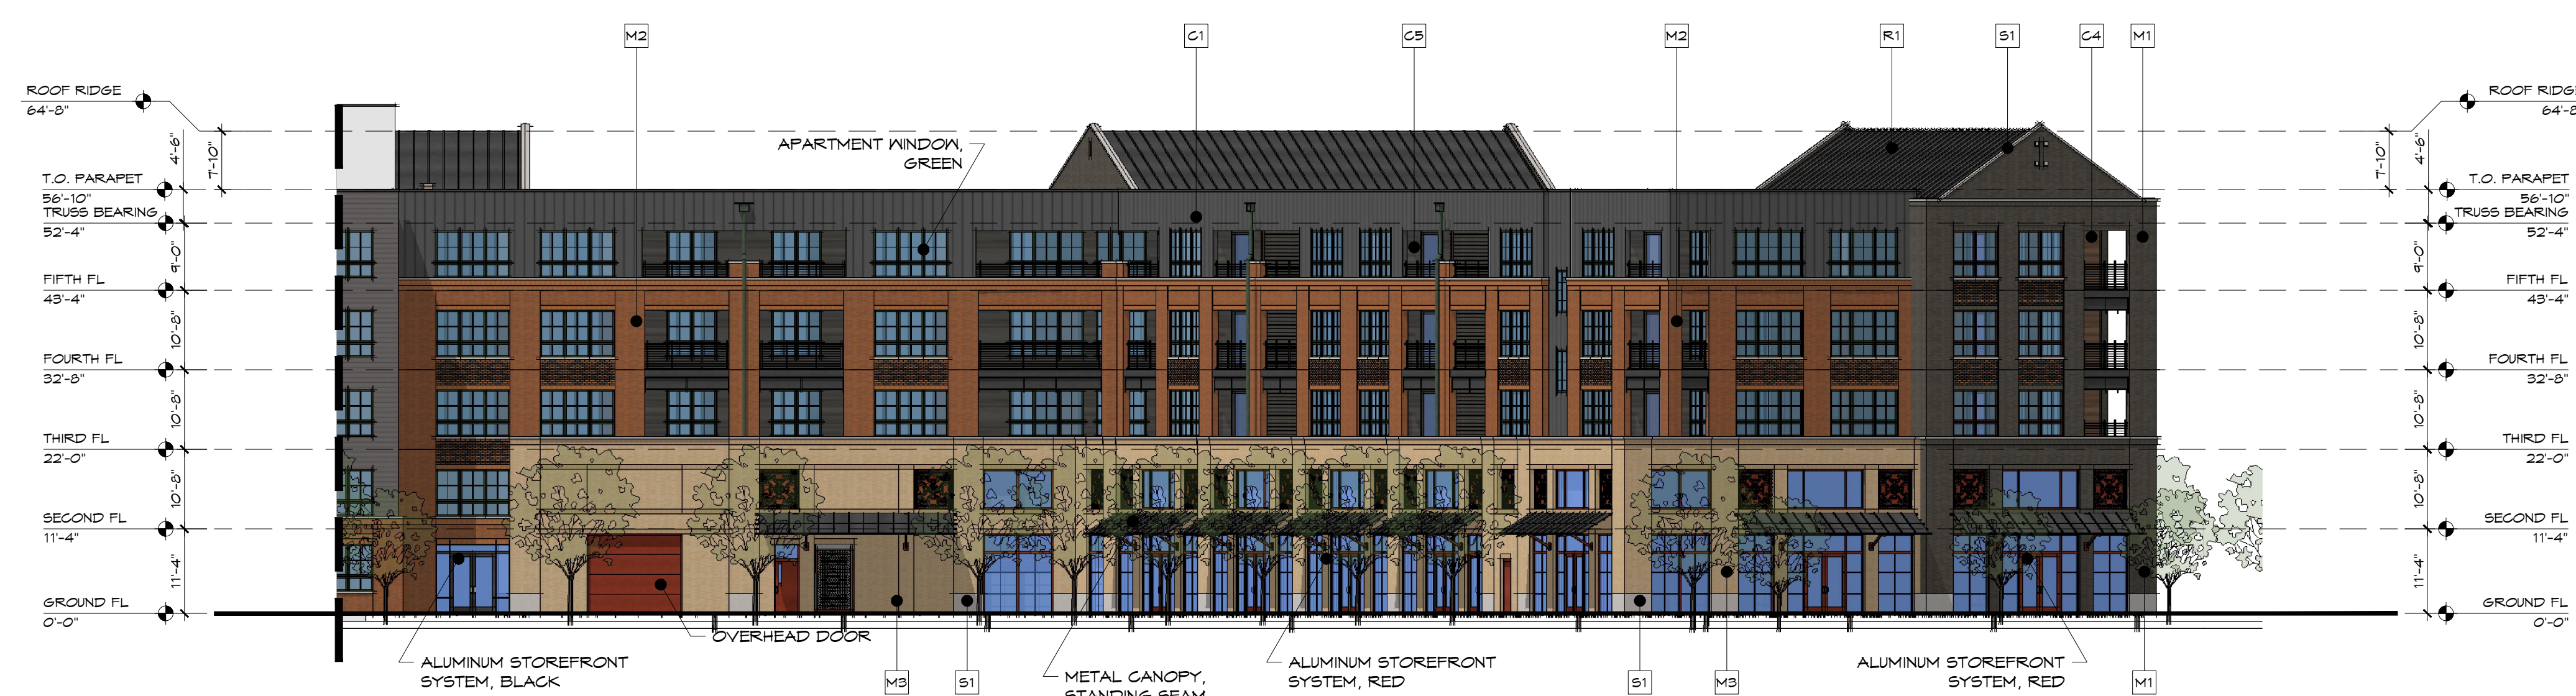 M2
C1
C5
M2
R1
S1
C4
M1
ROOF RIDGE
64'-8"
4'-6"
7'-10"
T.O. PARAPET
56'-10"
TRUSS BEARING
52'-4"
9'-0"
FIFTH FL
43'-4"
10'-8"
FOURTH FL
32'-8"
10'-8"
THIRD FL
22'-0"
10'-8"
SECOND FL
11'-4"
11'-4"
GROUND FL
0'-0"
APARTMENT WINDOW,
GREEN
ROOF RIDGE
64'-8
7'-10"
4'-6"
T.O. PARAPET
56'-10"
TRUSS BEARING
52'-4"
9'-0"
FIFTH FL
43'-4"
10'-8"
FOURTH FL
32'-8"
10'-8"
THIRD FL
22'-0"
10'-8"
SECOND FL
11'-4"
11'-4"
GROUND FL
0'-0"
OVERHEAD DOOR
ALUMINUM STOREFRONT
SYSTEM, BLACK
M3
S1
METAL CANOPY,
STANDING SEAM
ALUMINUM STOREFRONT
SYSTEM, RED
S1
M3
ALUMINUM STOREFRONT
SYSTEM, RED
M1